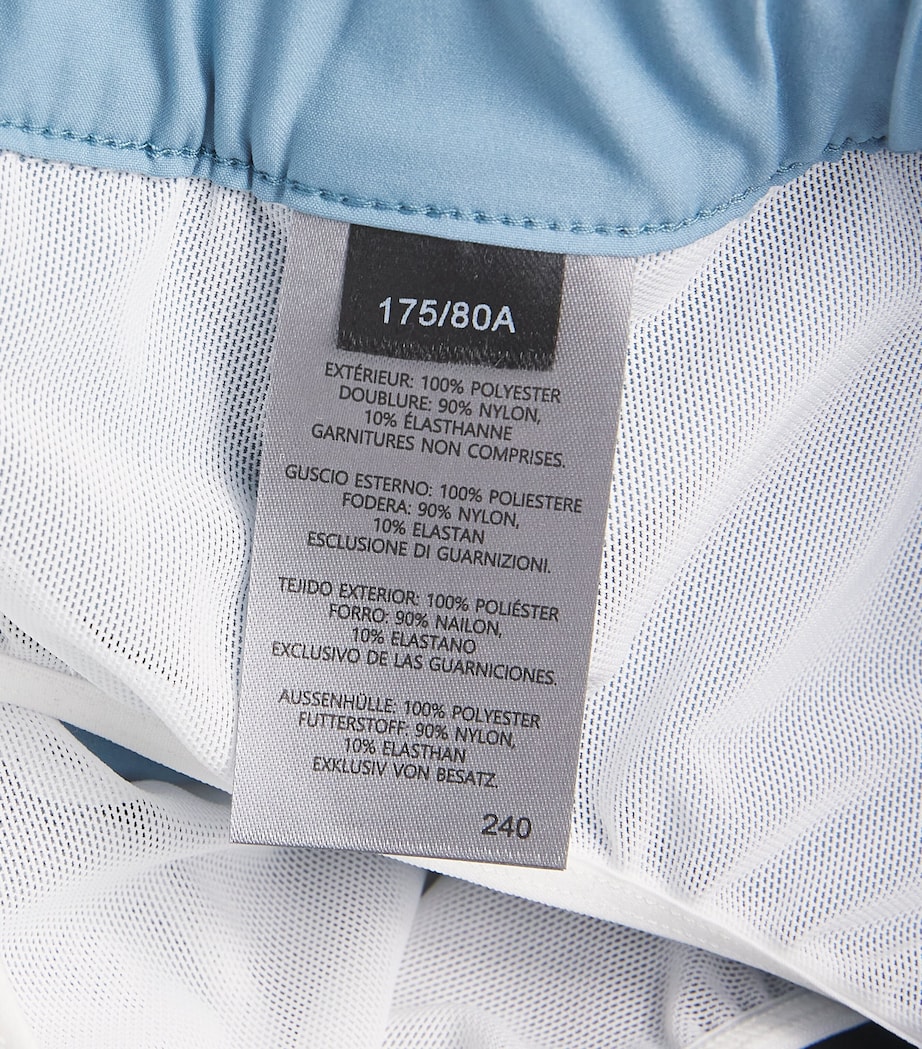 175/80A
EXTÉRIEUR: 100% POLYESTER
DOUBLURE: 90% NYLON,
10% ÉLASTHANNE
GARNITURES NON COMPRISES.
GUSCIO ESTERNO: 100% POLIESTERE
FODERA: 90% NYLON,
10% ELASTAN
ESCLUSIONE DI GUARNIZIONI.
TEJIDO EXTERIOR: 100% POLIÉSTER
FORRO: 90% NAILON,
10% ELASTANO
EXCLUSIVO DE LAS GUARNICIONES.
AUSSENHÜLLE: 100% POLYESTER
FUTTERSTOFF: 90% NYLON,
10% ELASTHAN
EXKLUSIV VON BESATZ.
240